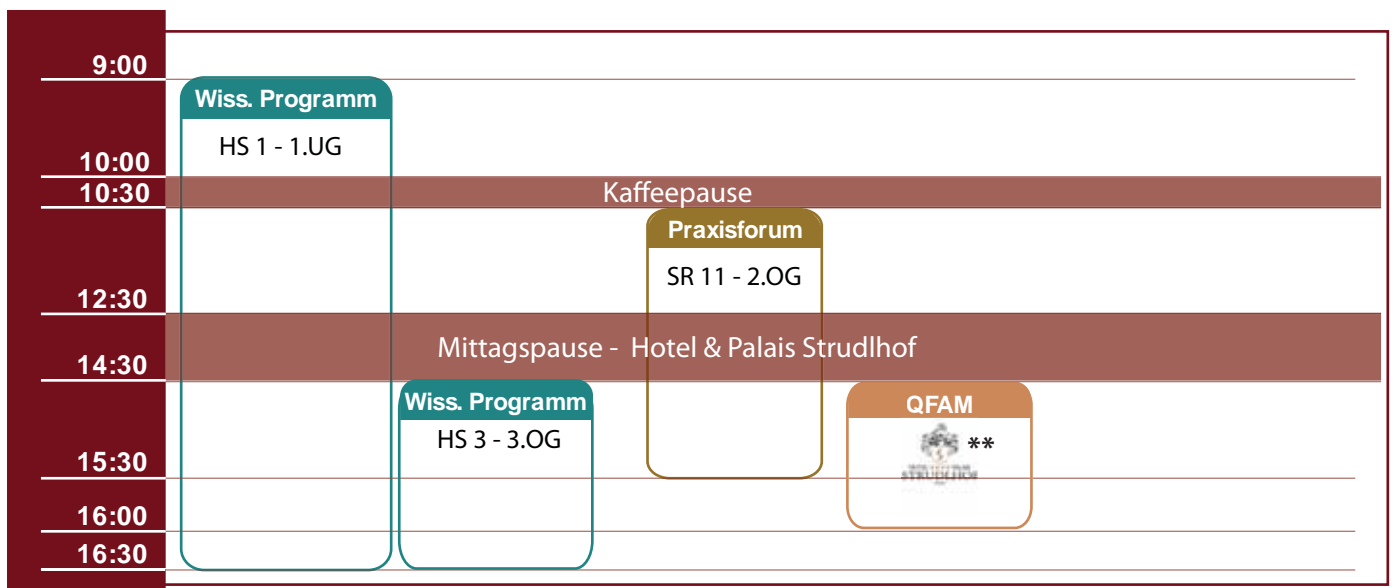 9:00
Wiss. Programm
HS 1 - 1.UG
10:00
10:30
Kaffeepause
Praxisforum
SR 11 - 2.OG
12:30
Mittagspause - Hotel & Palais Strudlhof
14:30
Wiss. Programm
QFAM
HS 3 - 3.OG
**
STRUDLHOF
15:30
16:00
16:30